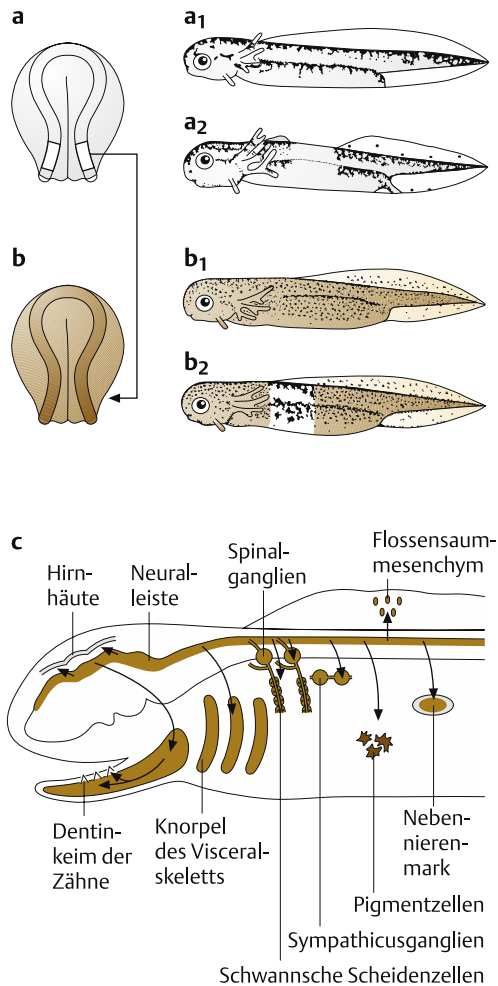 a
a1
a2
b
b1
b2
c
Hirn-
häute
Neural-
leiste
Spinal-
ganglien
Flossensaum-
mesenchym
Dentin-
keim der
Zähne
Knorpel
des Visceral-
skeletts
Neben-
nieren-
mark
Pigmentzellen
Sympathicusganglien
Schwannsche Scheidenzellen